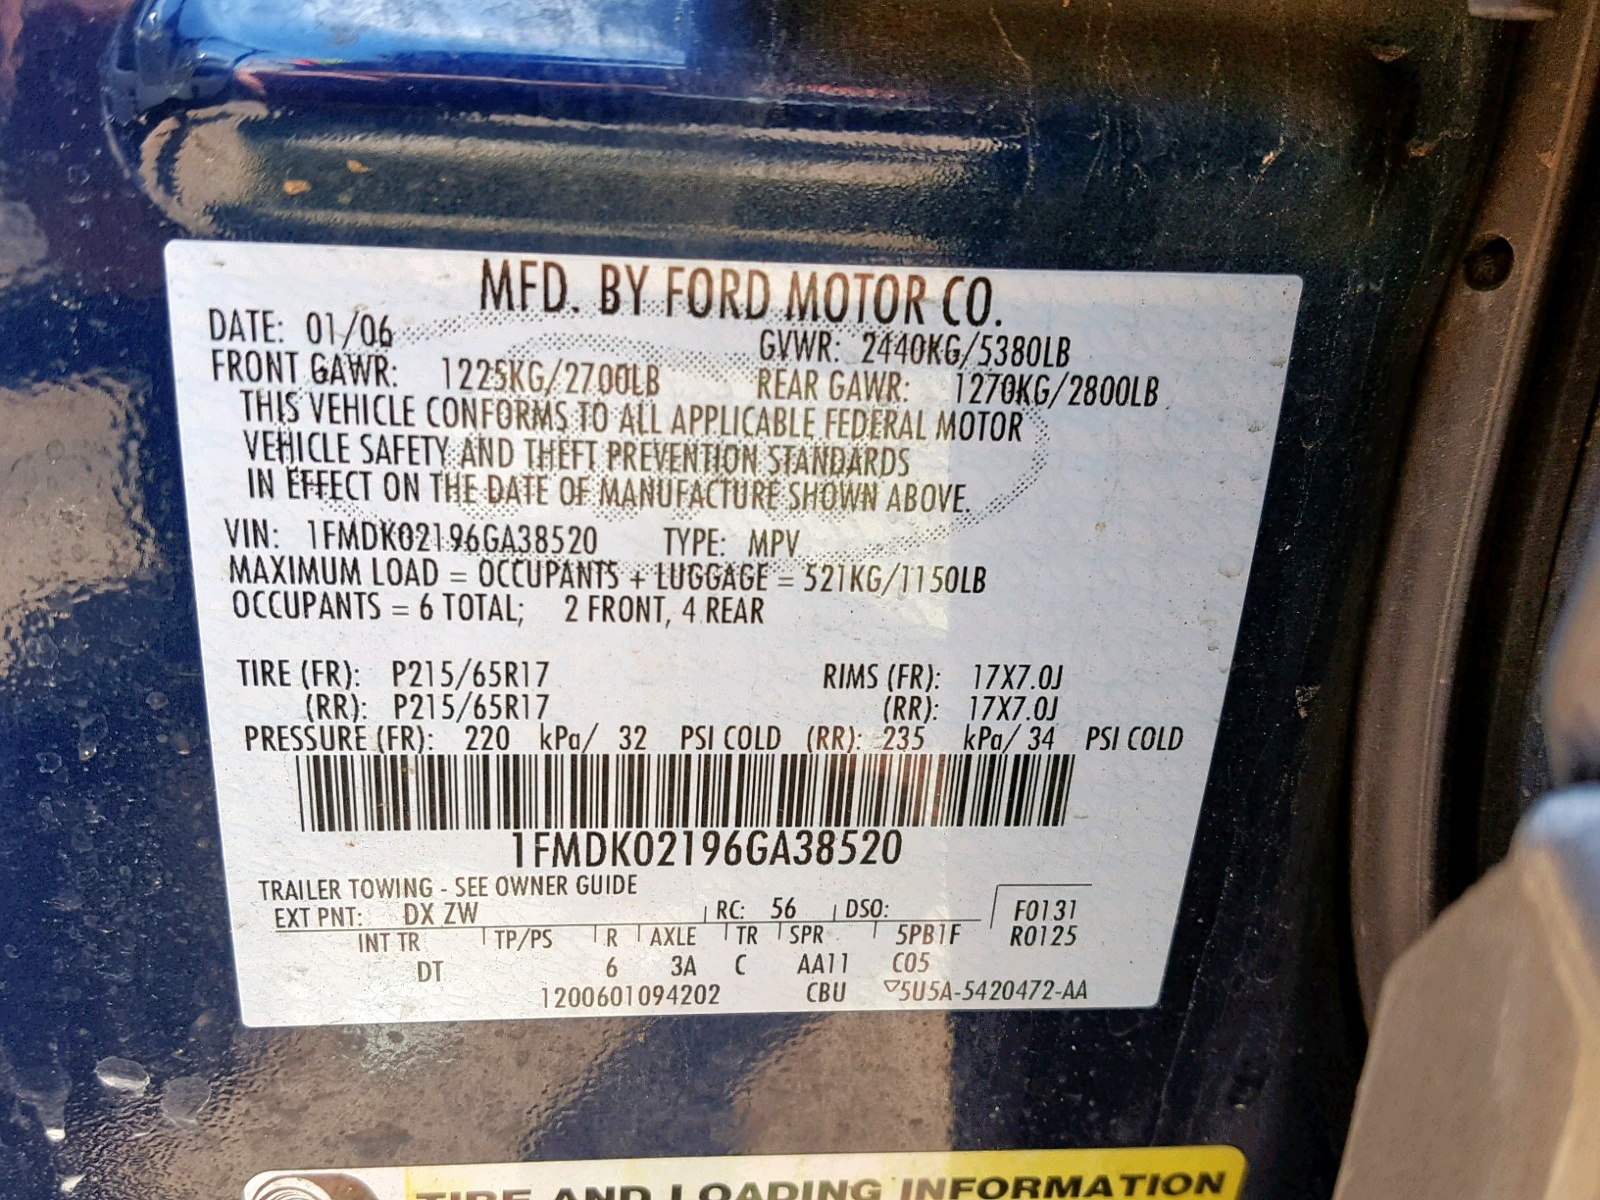 MFD. BY FORD MOTOR CO.
DATE: 01/06
GVWR: 2440KG/5380LB
FRONT GAWR: 1225KG/2700LB REAR GAWR: 1270KG/2800LB
THIS VEHICLE CONFORMS TO ALL APPLICABLE FEDERAL MOTOR
VEHICLE SAFETY AND THEFT PREVENTION STANDARDS
IN EFFECT ON THE DATE OF MANUFACTURE SHOWN ABOVE.
VIN: 1FMDK02196GA38520 TYPE: MPV
MAXIMUM LOAD = OCCUPANTS + LUGGAGE = 521KG/1150LB
OCCUPANTS = 6 TOTAL; 2 FRONT, 4 REAR
TIRE (FR): P215/65R17 RIMS (FR): 17X7.0J
(RR): P215/65R17 (RR): 17X7.0J
PRESSURE (FR): 220 kPa/ 32 PSI COLD (RR): 235 kPa/ 34 PSI COLD
1FMDK02196GA38520
TRAILER TOWING - SEE OWNER GUIDE
EXT PNT: DX ZW RC: 56 DSO: F0131
INT TR TP/PS R AXLE TR SPR 5PB1F R0125
DT 6 3A C AA11 C05
1200601094202 CBU ▽5U5A-5420472-AA
TIRE AND LOADING INFORMATION